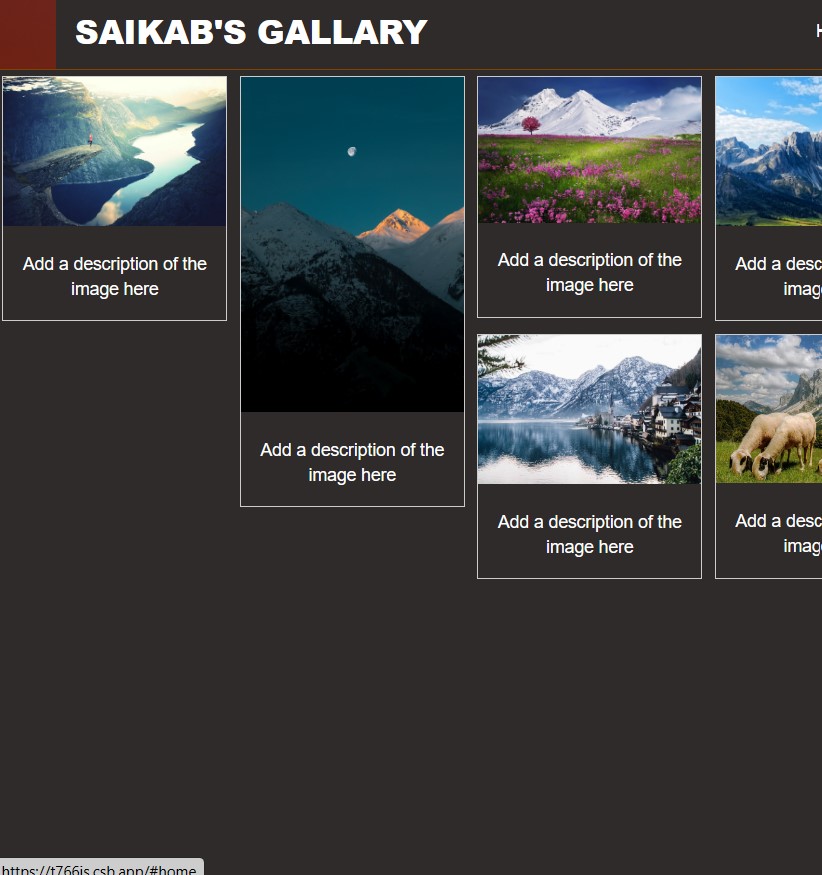 SAIKAB'S GALLARY
H
Add a description of the
image here
Add a description of the
image here
Add a description of the
image here
Add a desc
imag
Add a description of the
image here
Add a desc
imag
https://t766js.csb.app/#home